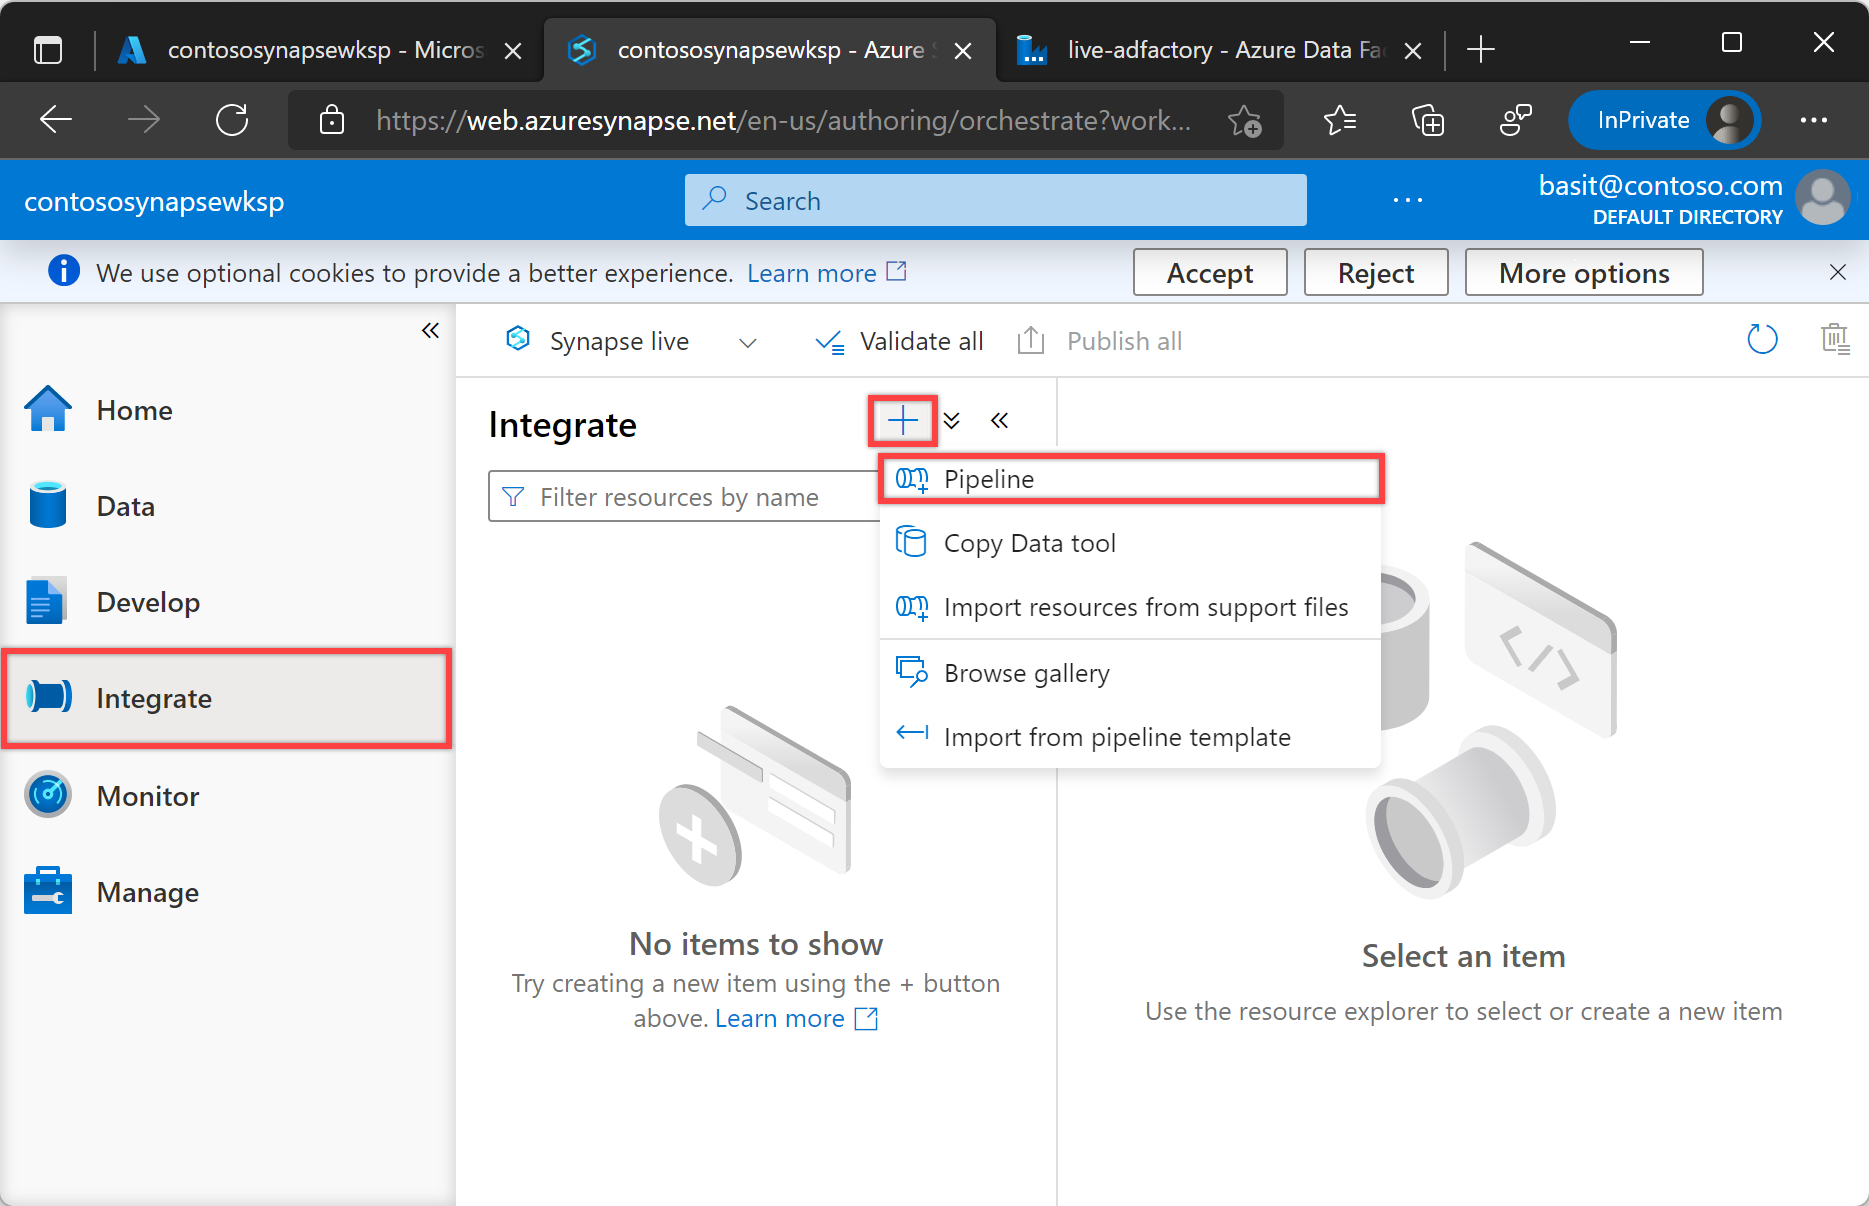 contososynapsewksp - Micros
contososynapsewksp - Azure S
live-adfactory - Azure Data Fac
https://web.azuresynapse.net/en-us/authoring/orchestrate?work...
InPrivate
contososynapsewksp
Search
basit@contoso.com
DEFAULT DIRECTORY
We use optional cookies to provide a better experience. Learn more
Accept
Reject
More options
Synapse live
Validate all
Publish all
Home
Data
Develop
Integrate
Monitor
Manage
Integrate
Filter resources by name
Pipeline
Copy Data tool
Import resources from support files
Browse gallery
Import from pipeline template
No items to show
Try creating a new item using the + button
above. Learn more
Select an item
Use the resource explorer to select or create a new item